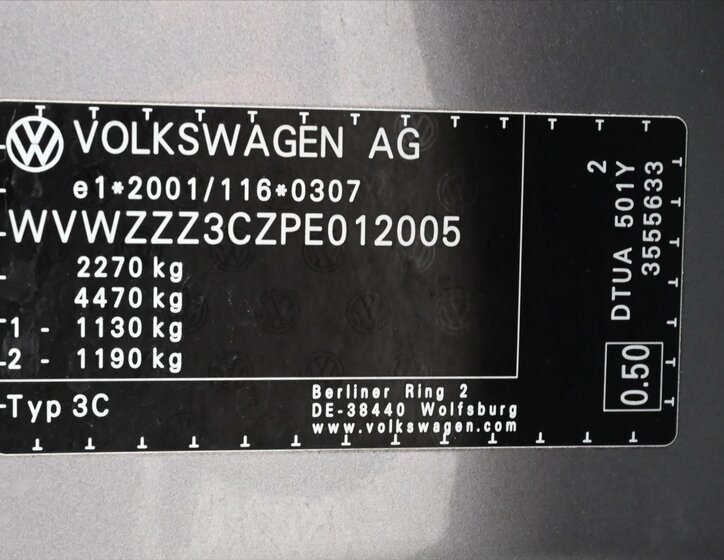 VOLKSWAGEN AG
e1*2001/116*0307
WVWZZZ3CZPE012005
2270 kg
4470 kg
1 - 1130 kg
2 - 1190 kg
Typ 3C
Berliner Ring 2
DE-38440 Wolfsburg
www.volkswagen.com
2
DTUA 501Y
3555633
0.50